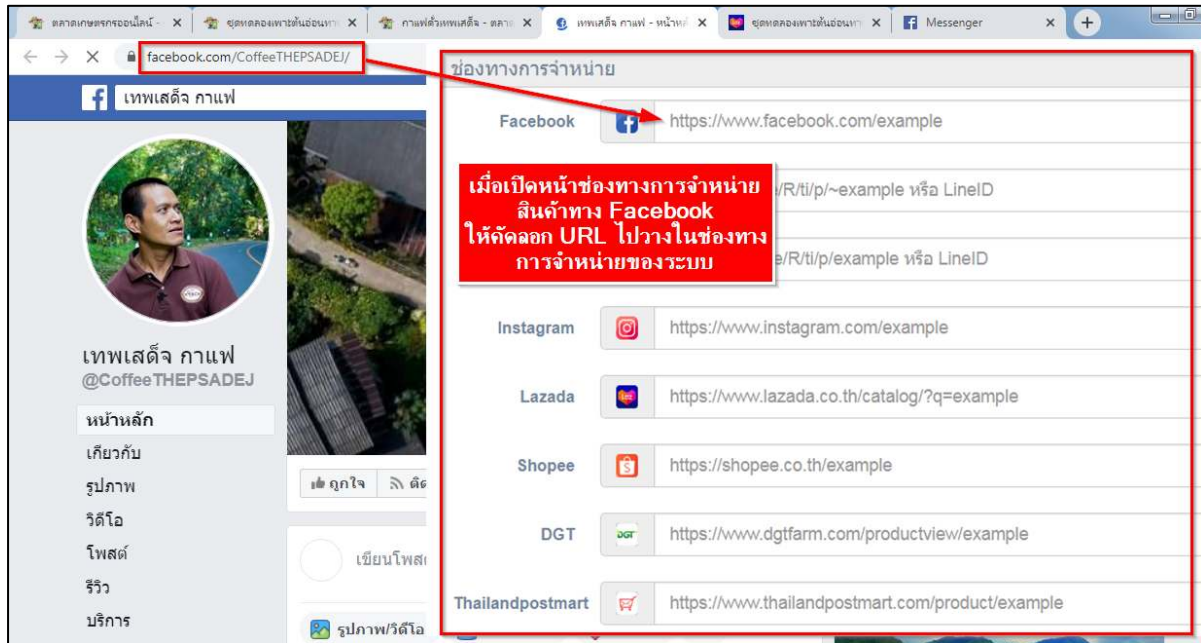 ตลาดเกษตรกรออนไลน์ -
ชุดทดลองเพาะต้นอ่อนทาน
กาแฟคั่วเทพเสด็จ - ตลา
เทพเสด็จ กาแฟ - หน้าหลั
ชุดทดลองเพาะต้นอ่อนทาน
Messenger
facebook.com/CoffeeTHEPSADEJ/
เทพเสด็จ กาแฟ
เทพเสด็จ กาแฟ
@CoffeeTHEPSADEJ
หน้าหลัก
เกี่ยวกับ
รูปภาพ
วิดีโอ
โพสต์
รีวิว
บริการ
ถูกใจ
ติด
เขียนโพสต
รูปภาพ/วิดีโอ
ช่องทางการจำหน่าย
Facebook https://www.facebook.com/example
เมื่อเปิดหน้าช่องทางการจำหน่าย
สินค้าทาง Facebook
ให้คัดลอก URL ไปวางในช่องทาง
การจำหน่ายของระบบ
/R/ti/p/~example หรือ LineID
e/R/ti/p/example หรือ LineID
Instagram https://www.instagram.com/example
Lazada https://www.lazada.co.th/catalog/?q=example
Shopee https://shopee.co.th/example
DGT https://www.dgtfarm.com/productview/example
Thailandpostmart https://www.thailandpostmart.com/product/example